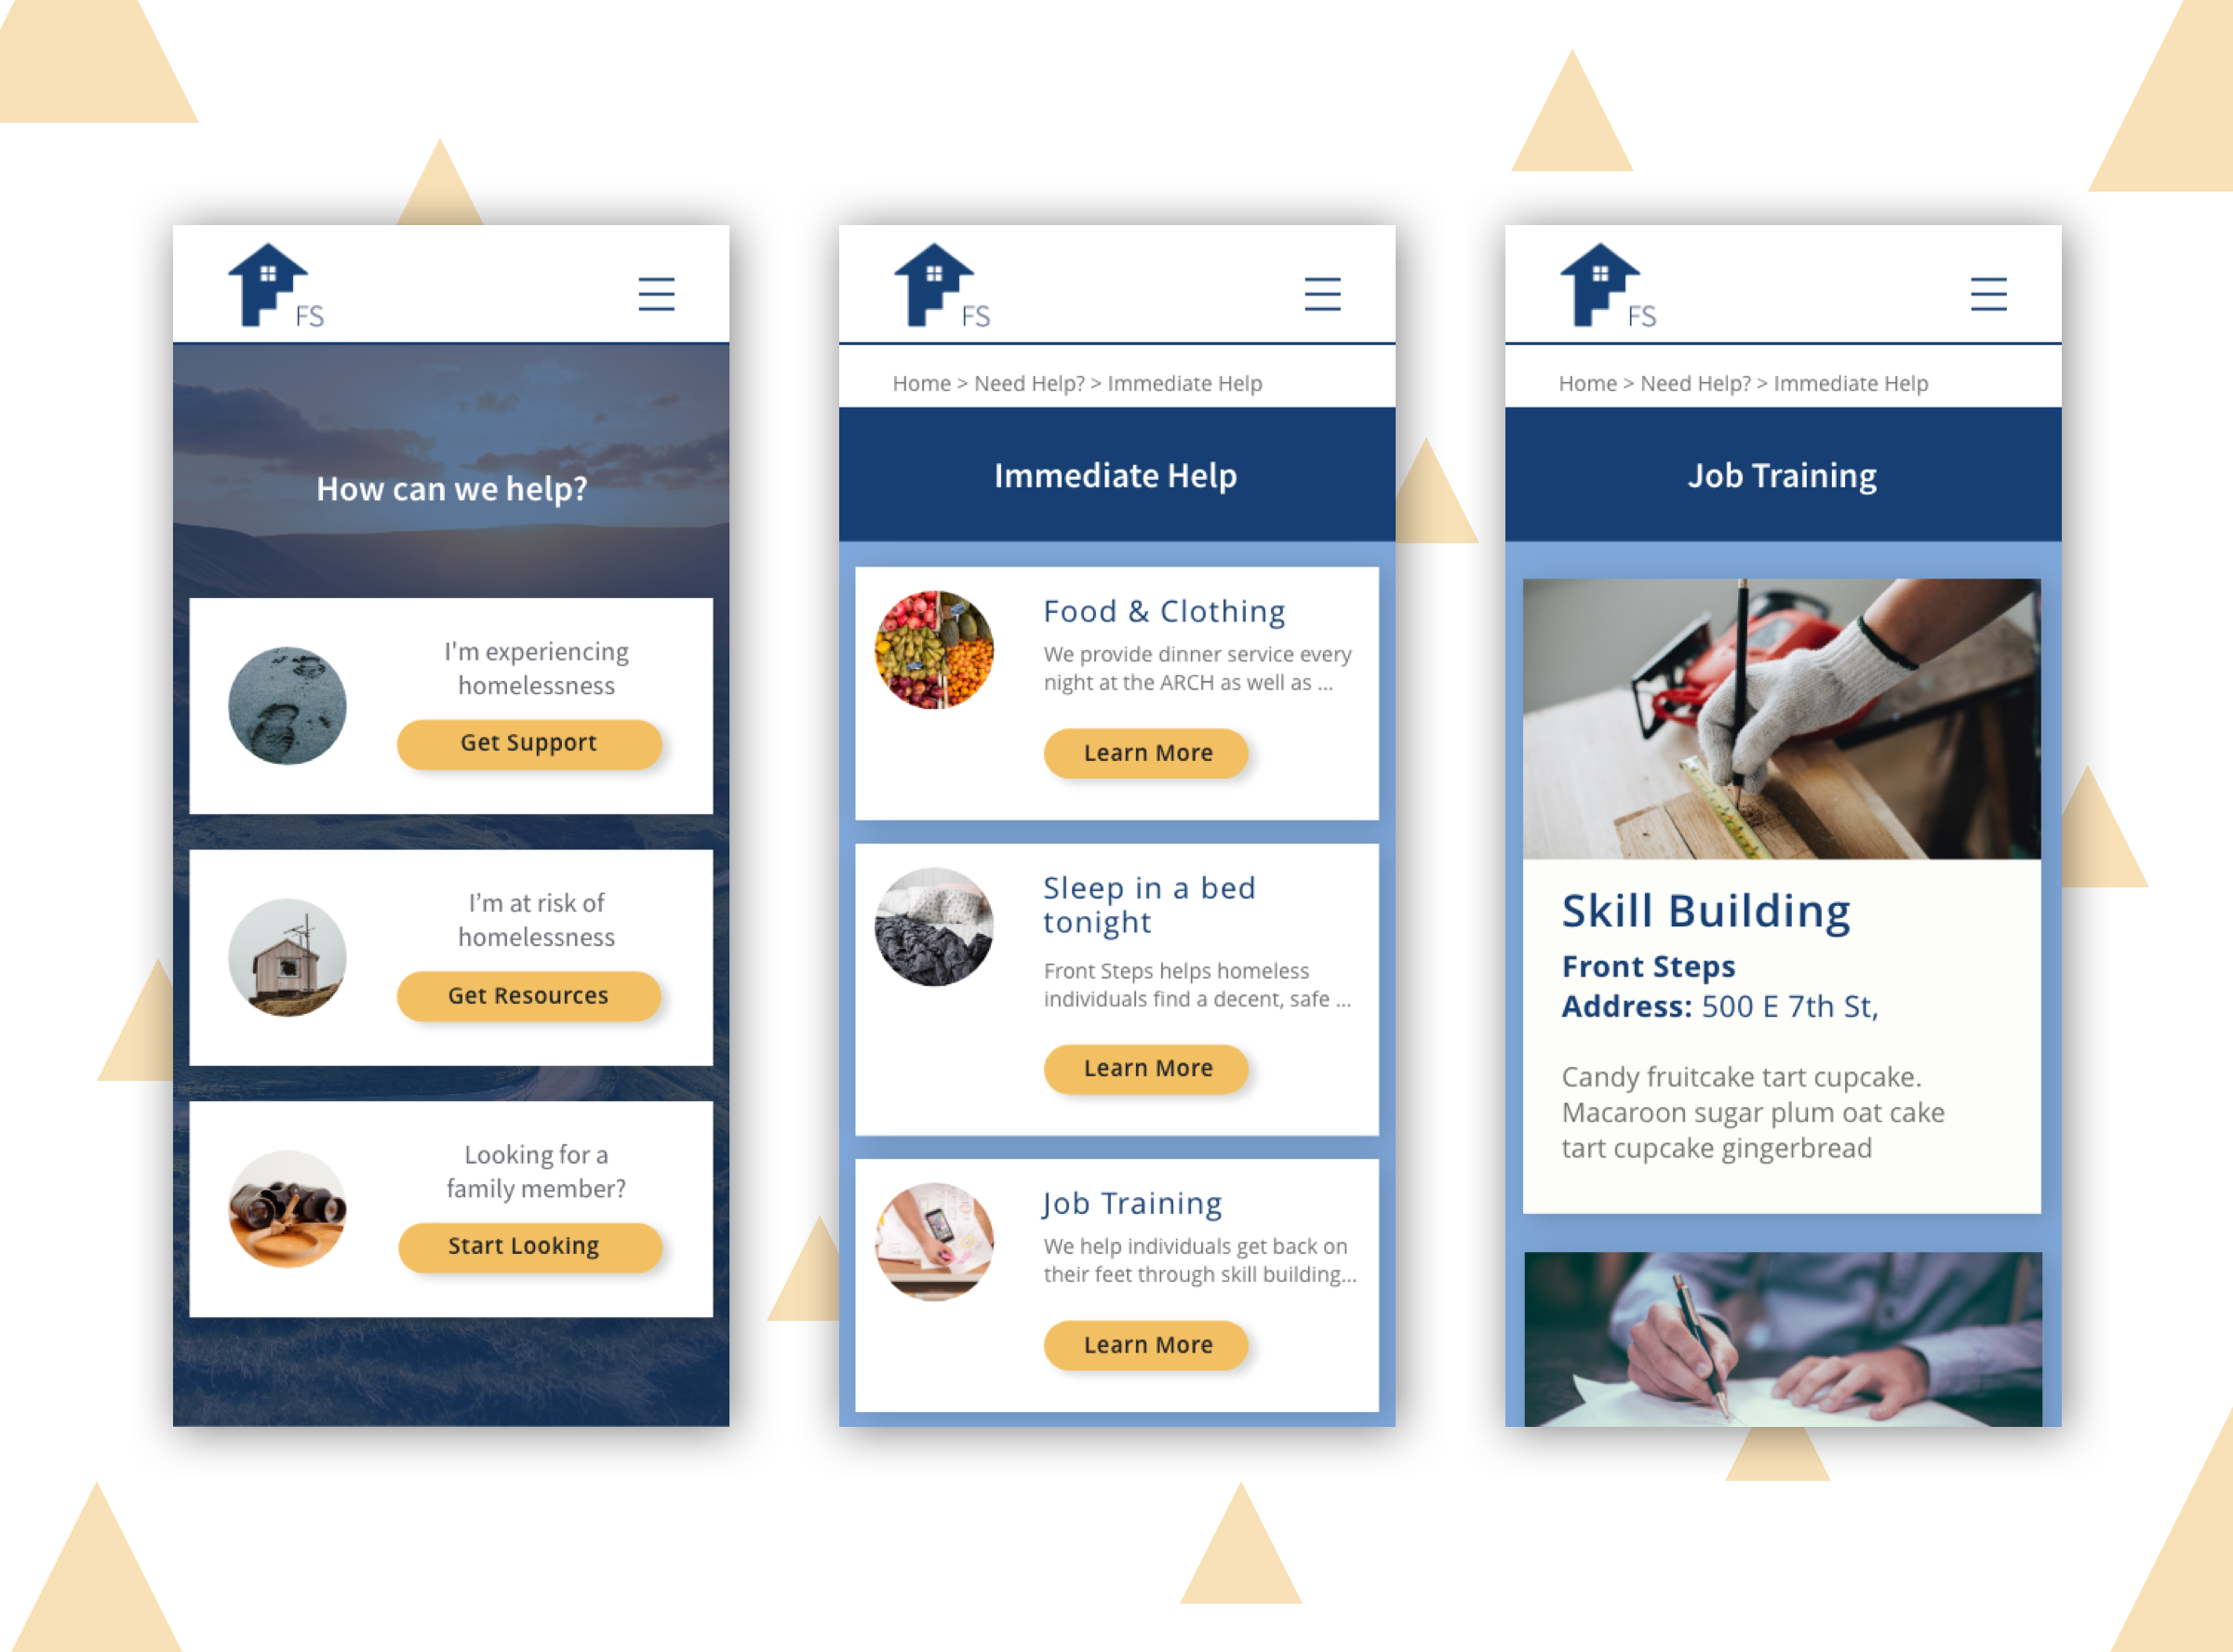 FS
How can we help?
I'm experiencing
homelessness
Get Support
I’m at risk of
homelessness
Get Resources
Looking for a
family member?
Start Looking
FS
Home > Need Help? > Immediate Help
Immediate Help
Food & Clothing
We provide dinner service every
night at the ARCH as well as ...
Learn More
Sleep in a bed
tonight
Front Steps helps homeless
individuals find a decent, safe ...
Learn More
Job Training
We help individuals get back on
their feet through skill building...
Learn More
FS
Home > Need Help? > Immediate Help
Job Training
Skill Building
Front Steps
Address: 500 E 7th St,
Candy fruitcake tart cupcake.
Macaroon sugar plum oat cake
tart cupcake gingerbread